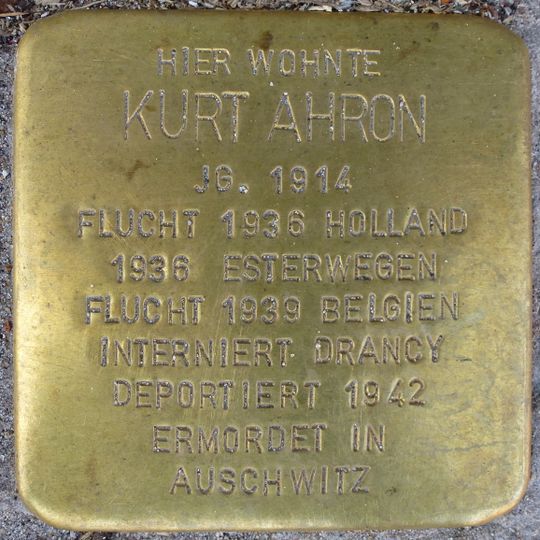 HIER WOHNTE
KURT AHRON
JG. 1914
FLUCHT 1936 HOLLAND
1936 ESTERWEGEN
FLUCHT 1939 BELGIEN
INTERNIERT DRANCY
DEPORTIERT 1942
ERMORDET IN
AUSCHWITZ